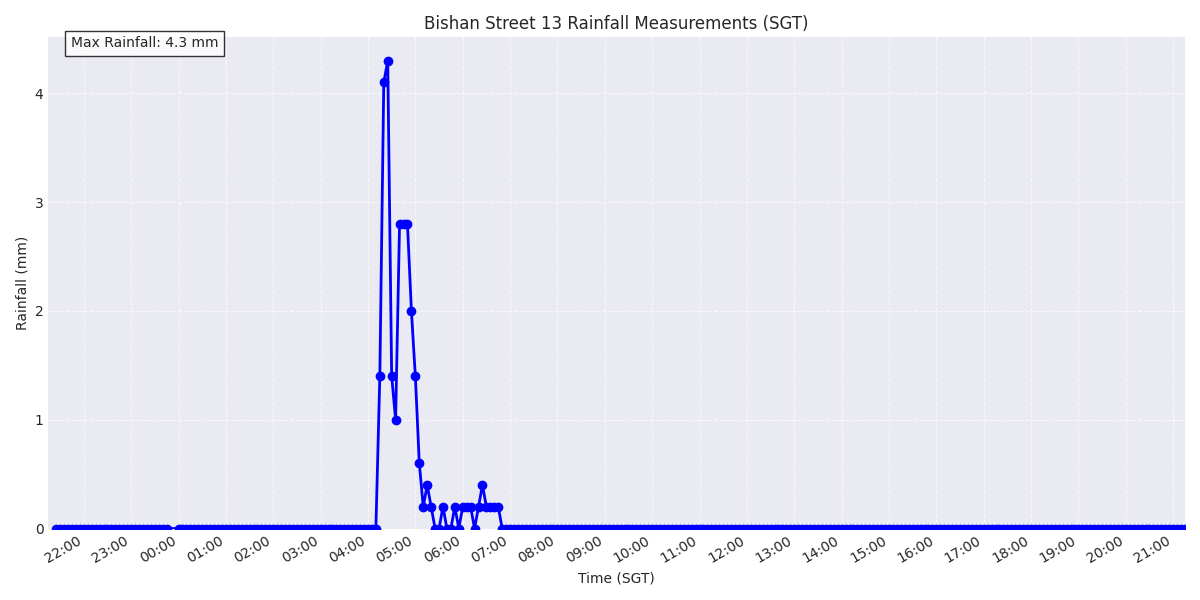 Bishan Street 13 Rainfall Measurements (SGT)
Max Rainfall: 4.3 mm
4
3
2
1
0
Rainfall (mm)
22:00 23:00 00:00 01:00 02:00 03:00 04:00 05:00 06:00 07:00 08:00 09:00 10:00 11:00 12:00 13:00 14:00 15:00 16:00 17:00 18:00 19:00 20:00 21:00
Time (SGT)